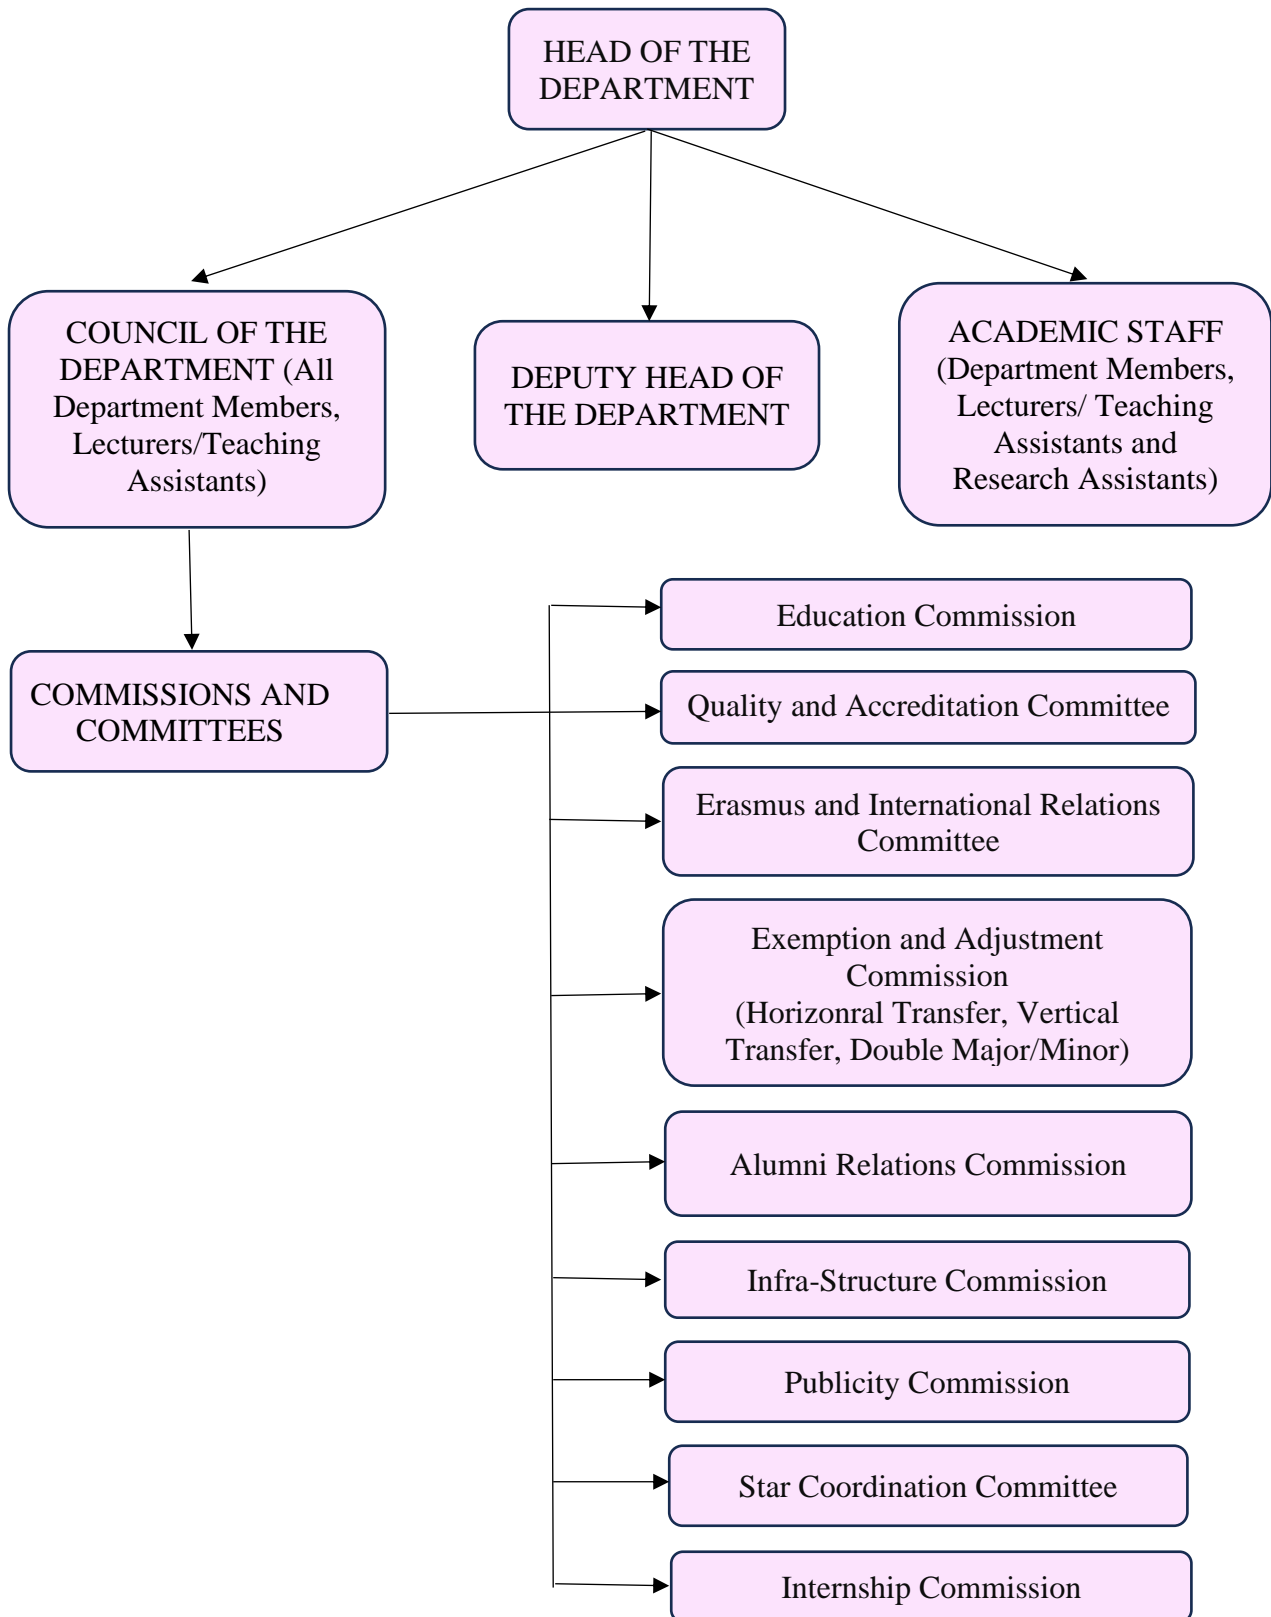 HEAD OF THE
DEPARTMENT
COUNCIL OF THE
DEPARTMENT (All
Department Members,
Lecturers/Teaching
Assistants)
DEPUTY HEAD OF
THE DEPARTMENT
ACADEMIC STAFF
(Department Members,
Lecturers/ Teaching
Assistants and
Research Assistants)
COMMISSIONS AND
COMMITTEES
Education Commission
Quality and Accreditation Committee
Erasmus and International Relations
Committee
Exemption and Adjustment
Commission
(Horizonral Transfer, Vertical
Transfer, Double Major/Minor)
Alumni Relations Commission
Infra-Structure Commission
Publicity Commission
Star Coordination Committee
Internship Commission